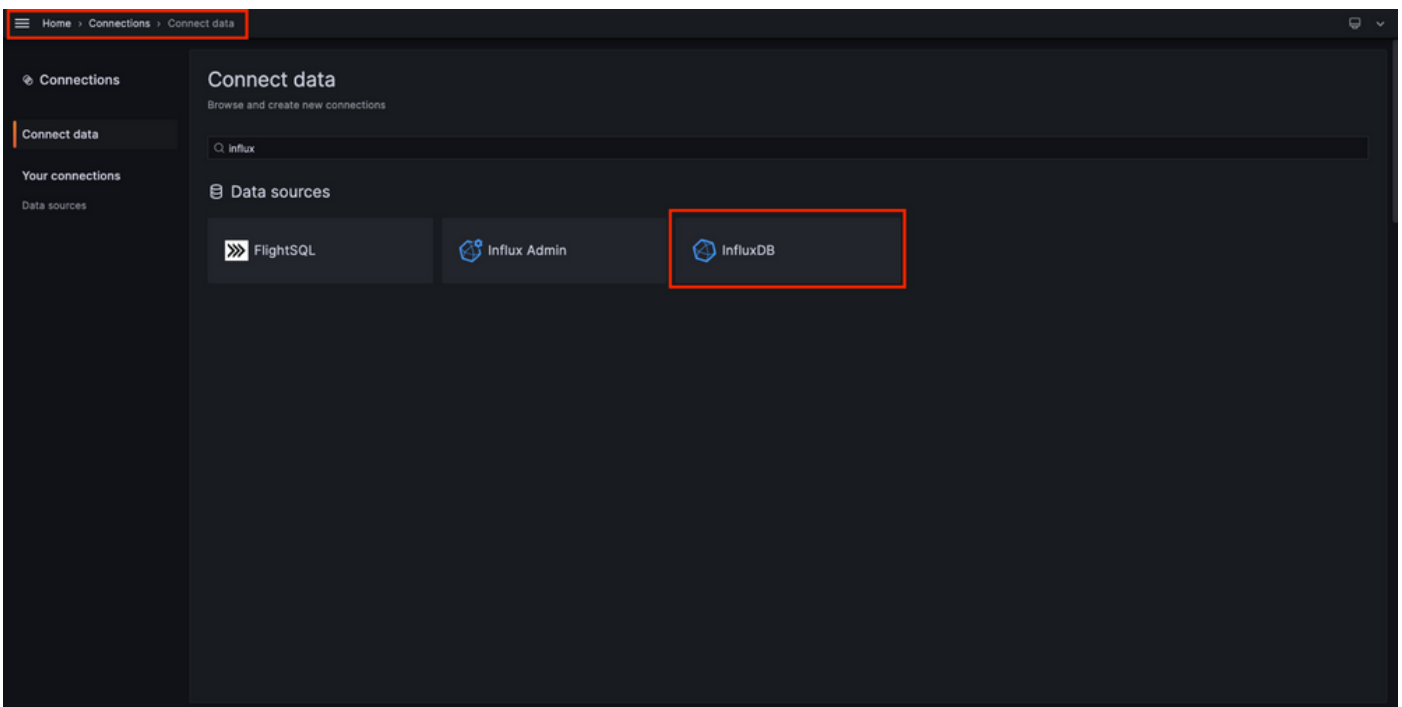 Home › Connections › Connect data
Connections
Connect data
Your connections
Data sources
Connect data
Browse and create new connections
influx
Data sources
FlightSQL
Influx Admin
InfluxDB